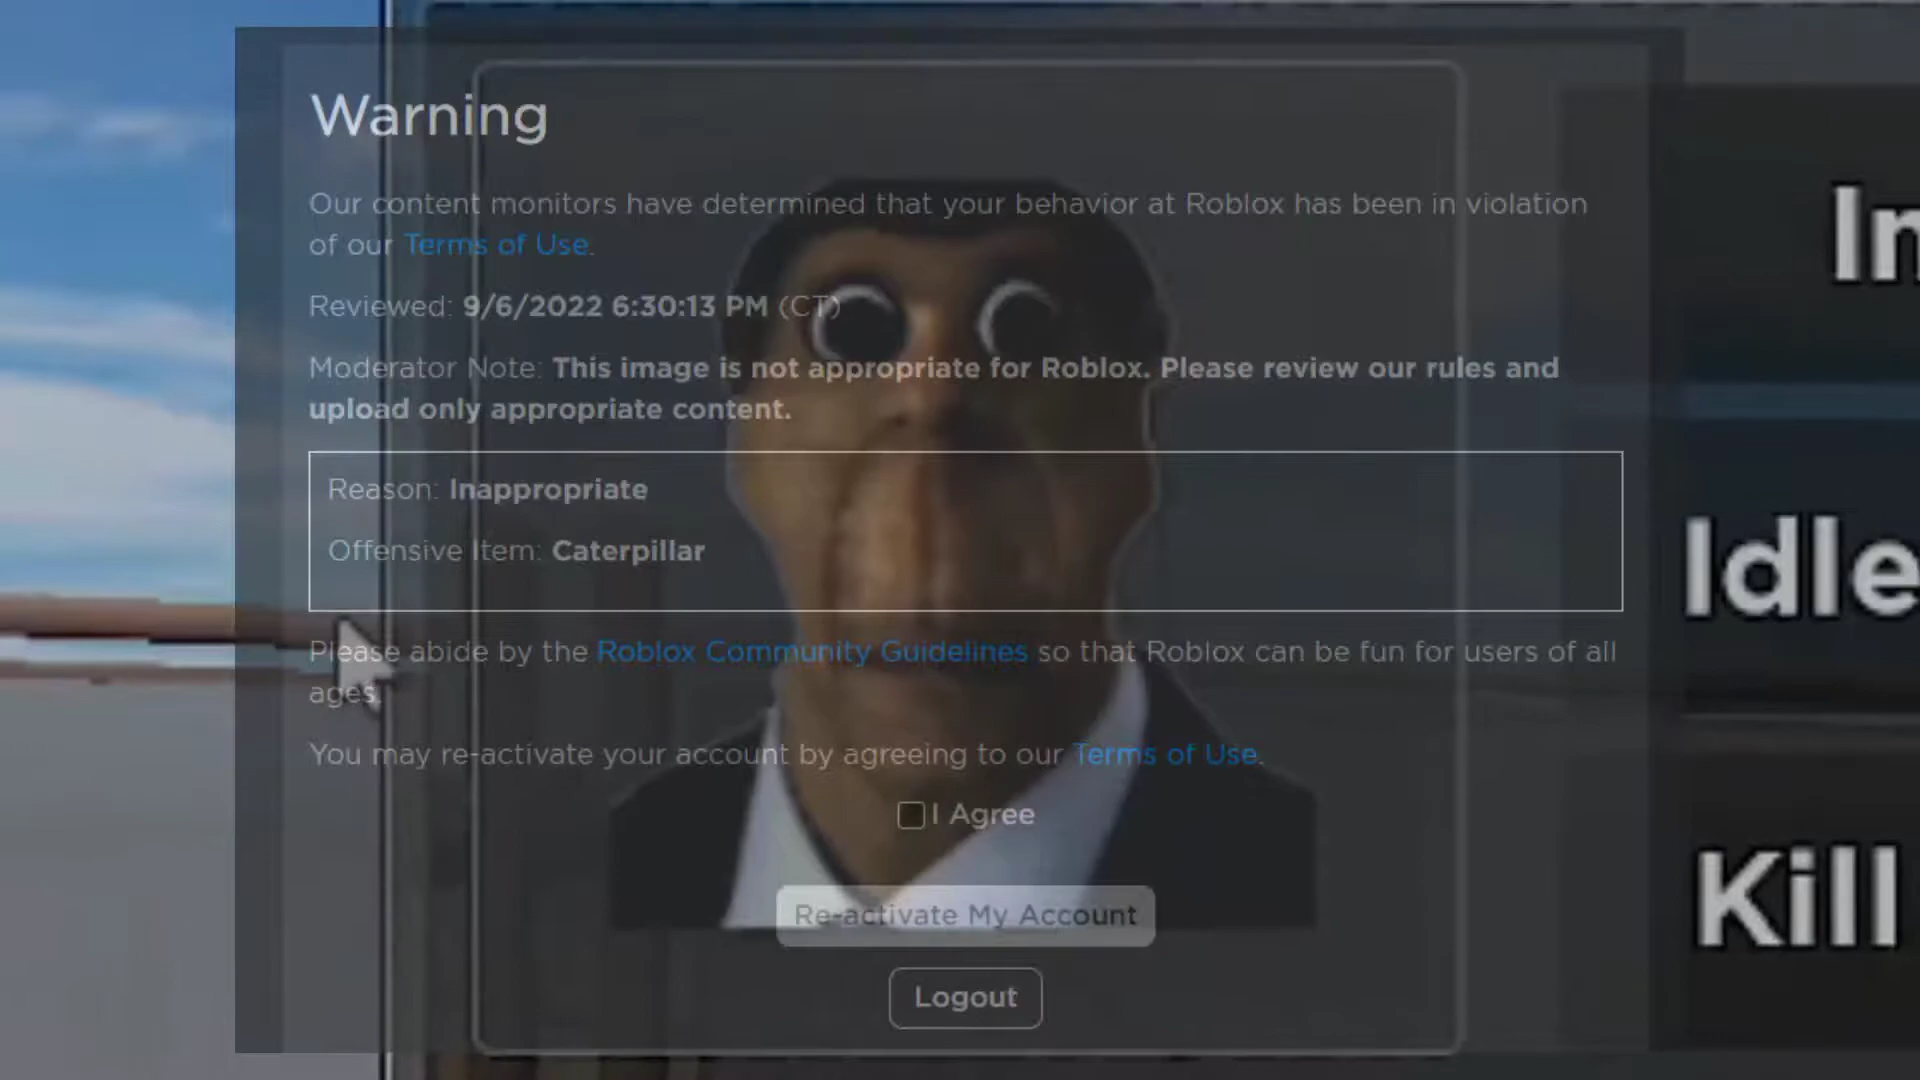 Warning
Our content monitors have determined that your behavior at Roblox has been in violation
of our Terms of Use.
Reviewed: 9/6/2022 6:30:13 PM (CT)
Moderator Note: This image is not appropriate for Roblox. Please review our rules and
upload only appropriate content.
Reason: Inappropriate
Offensive Item: Caterpillar
Please abide by the Roblox Community Guidelines so that Roblox can be fun for users of all
ages.
You may re-activate your account by agreeing to our Terms of Use.
I Agree
Re-activate My Account
Logout
Idle
Kill